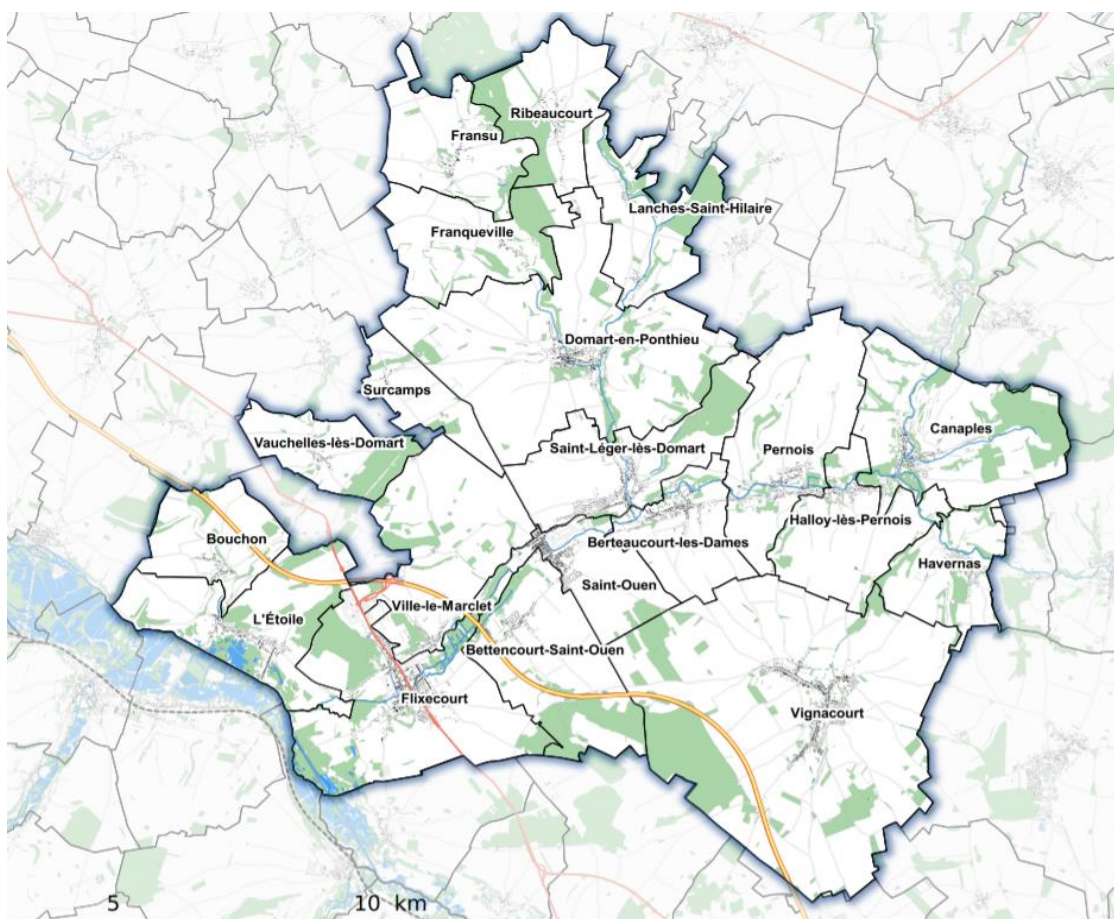 Ribeaucourt
Fransu
Lanches-Saint-Hilaire
Franqueville
Domart-en-Ponthieu
Surcamps
Canaples
Vauchelles-lès-Domart
Saint-Léger-lès-Domart
Pernois
Halloy-lès-Pernois
Bouchon
Berteaucourt-les-Dames
Havernas
Saint-Ouen
Ville-le-Marclet
L'Étoile
Bettencourt-Saint-Ouen
Flixecourt
Vignacourt
5 10 km